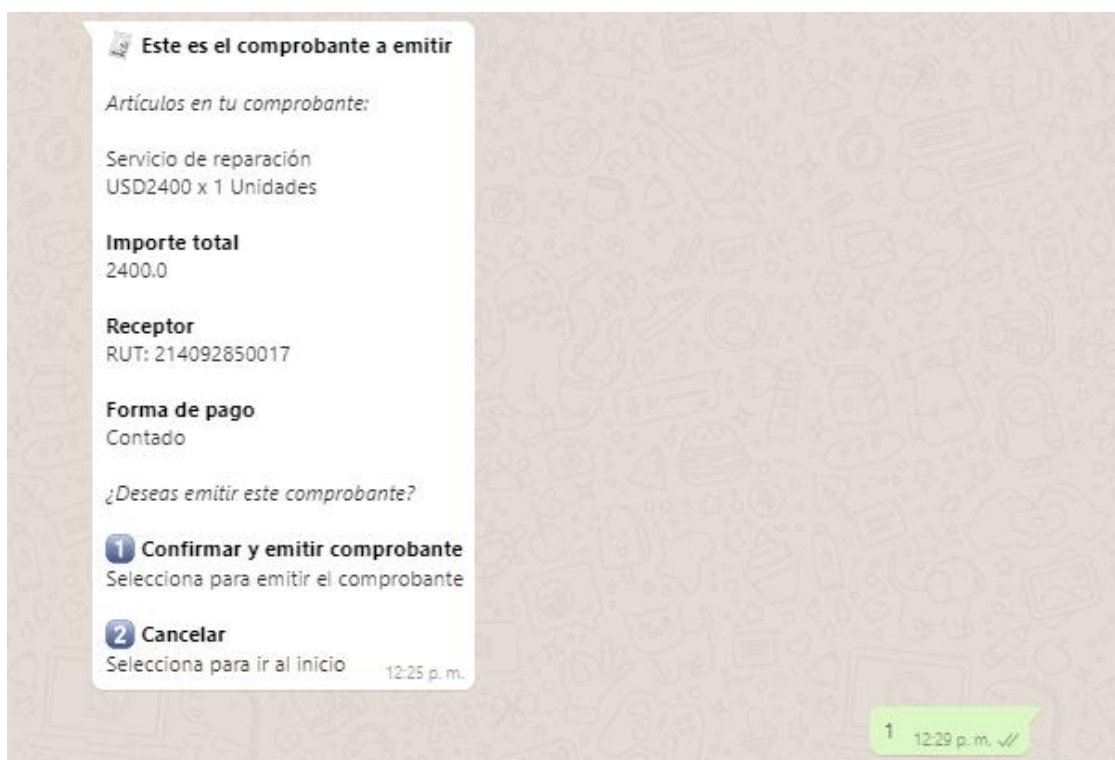 Este es el comprobante a emitir
Artículos en tu comprobante:
Servicio de reparación
USD2400 x 1 Unidades
Importe total
2400.0
Receptor
RUT: 214092850017
Forma de pago
Contado
¿Deseas emitir este comprobante?
1 Confirmar y emitir comprobante
Selecciona para emitir el comprobante
2 Cancelar
Selecciona para ir al inicio 12:25 p. m.
1 12:29 p. m.